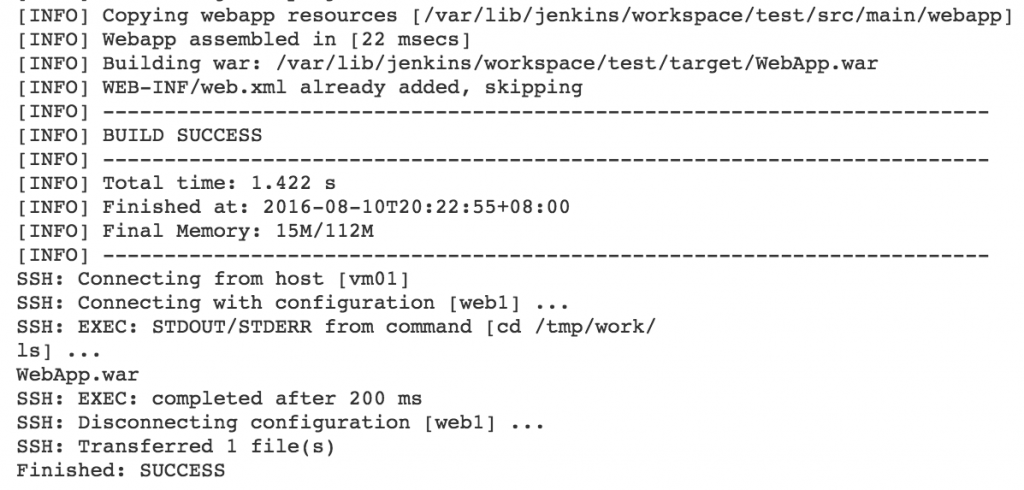 [INFO] Copying webapp resources [/var/lib/jenkins/workspace/test/src/main/webapp]
[INFO] Webapp assembled in [22 msecs]
[INFO] Building war: /var/lib/jenkins/workspace/test/target/WebApp.war
[INFO] WEB-INF/web.xml already added, skipping
[INFO] ------------------------------------------------------------------------
[INFO] BUILD SUCCESS
[INFO] ------------------------------------------------------------------------
[INFO] Total time: 1.422 s
[INFO] Finished at: 2016-08-10T20:22:55+08:00
[INFO] Final Memory: 15M/112M
[INFO] ------------------------------------------------------------------------
SSH: Connecting from host [vm01]
SSH: Connecting with configuration [web1] ...
SSH: EXEC: STDOUT/STDERR from command [cd /tmp/work/
ls] ...
WebApp.war
SSH: EXEC: completed after 200 ms
SSH: Disconnecting configuration [web1] ...
SSH: Transferred 1 file(s)
Finished: SUCCESS